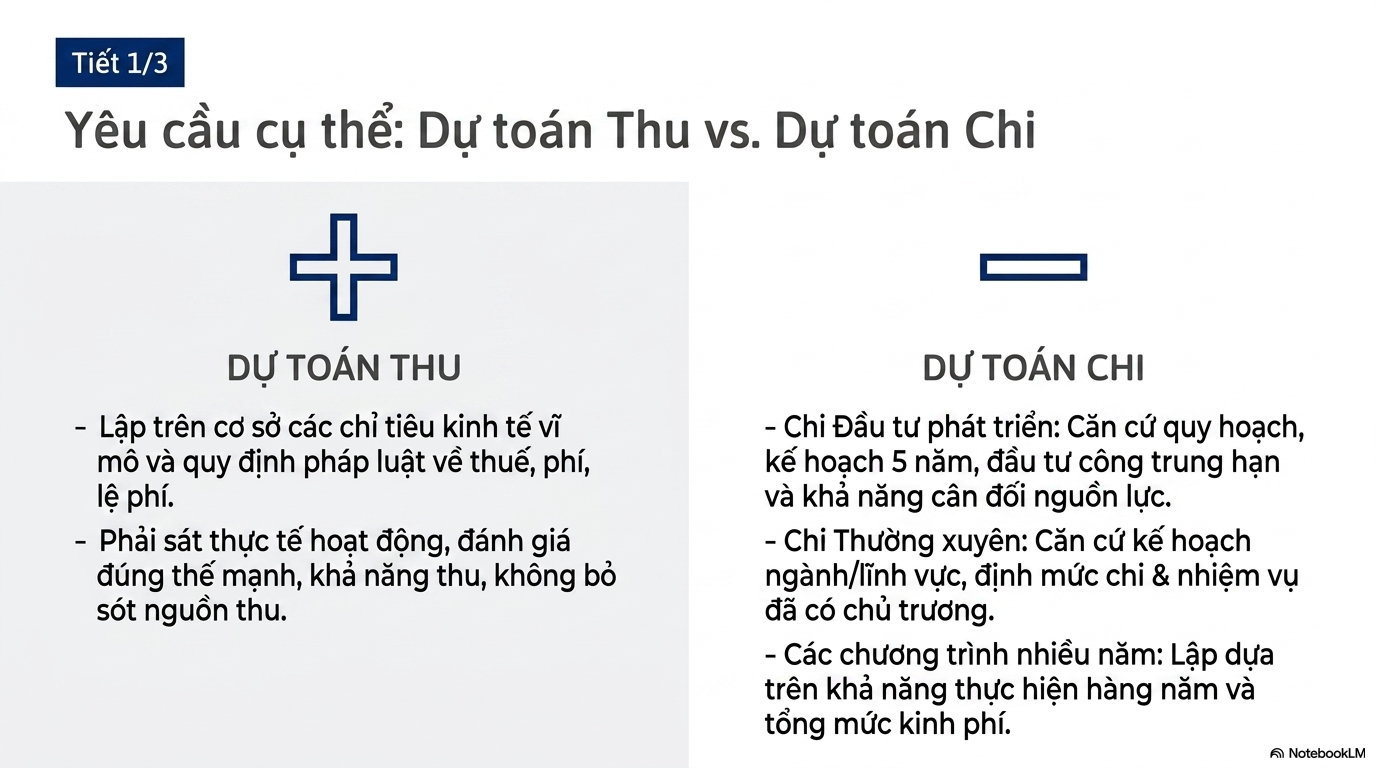 Tiết 1/3
Yêu cầu cụ thể: Dự toán Thu vs. Dự toán Chi
DỰ TOÁN THU
- Lập trên cơ sở các chỉ tiêu kinh tế vĩ
mô và quy định pháp luật về thuế, phí,
lệ phí.
- Phải sát thực tế hoạt động, đánh giá
đúng thế mạnh, khả năng thu, không bỏ
sót nguồn thu.
DỰ TOÁN CHI
- Chi Đầu tư phát triển: Căn cứ quy hoạch,
kế hoạch 5 năm, đầu tư công trung hạn
và khả năng cân đối nguồn lực.
- Chi Thường xuyên: Căn cứ kế hoạch
ngành/lĩnh vực, định mức chi & nhiệm vụ
đã có chủ trương.
- Các chương trình nhiều năm: Lập dựa
trên khả năng thực hiện hàng năm và
tổng mức kinh phí.
NotebookLM